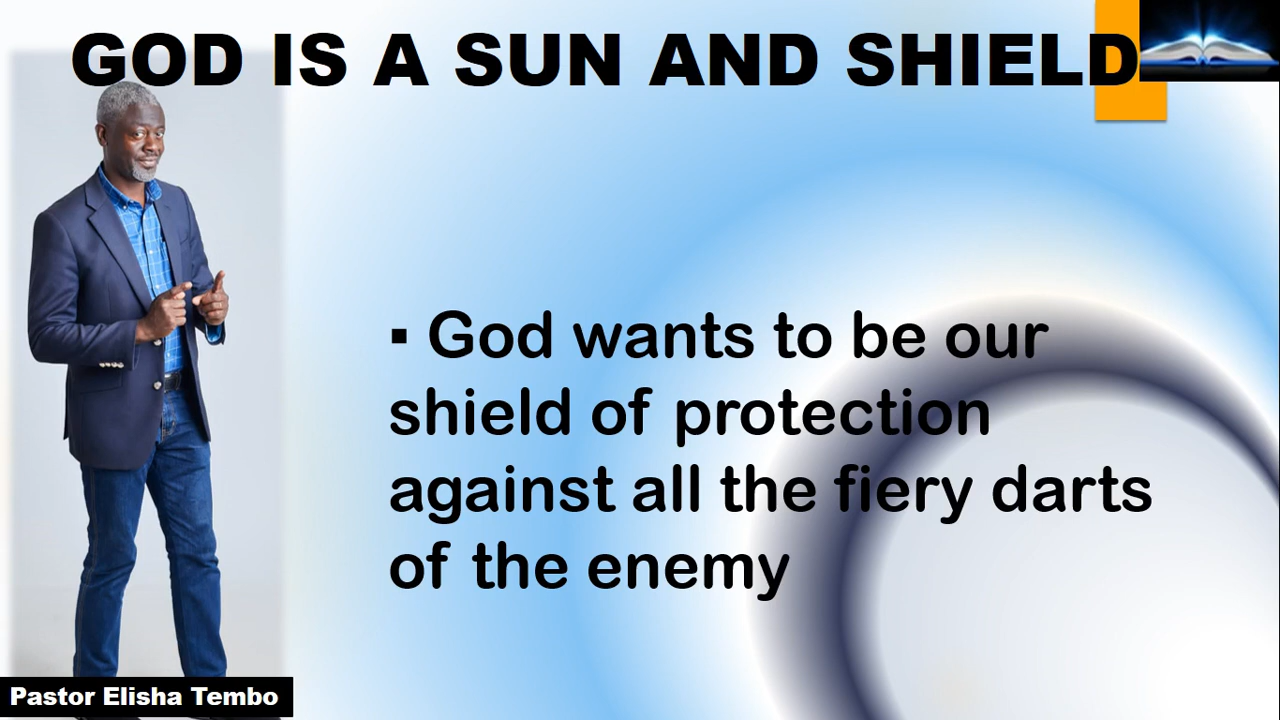 GOD IS A SUN AND SHIELD
▪ God wants to be our
shield of protection
against all the fiery darts
of the enemy
Pastor Elisha Tembo